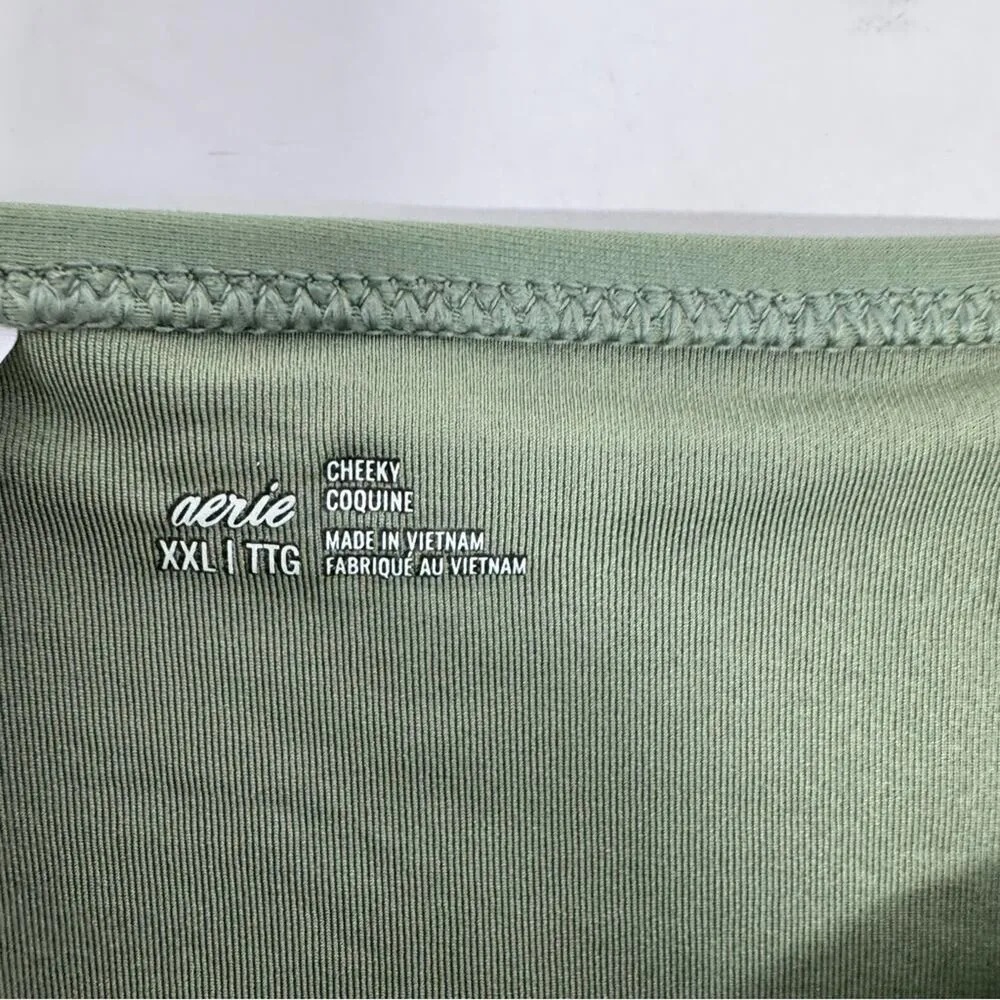 aerie
XXL | TTG
CHEEKY
COQUINE
MADE IN VIETNAM
FABRIQUÉ AU VIETNAM